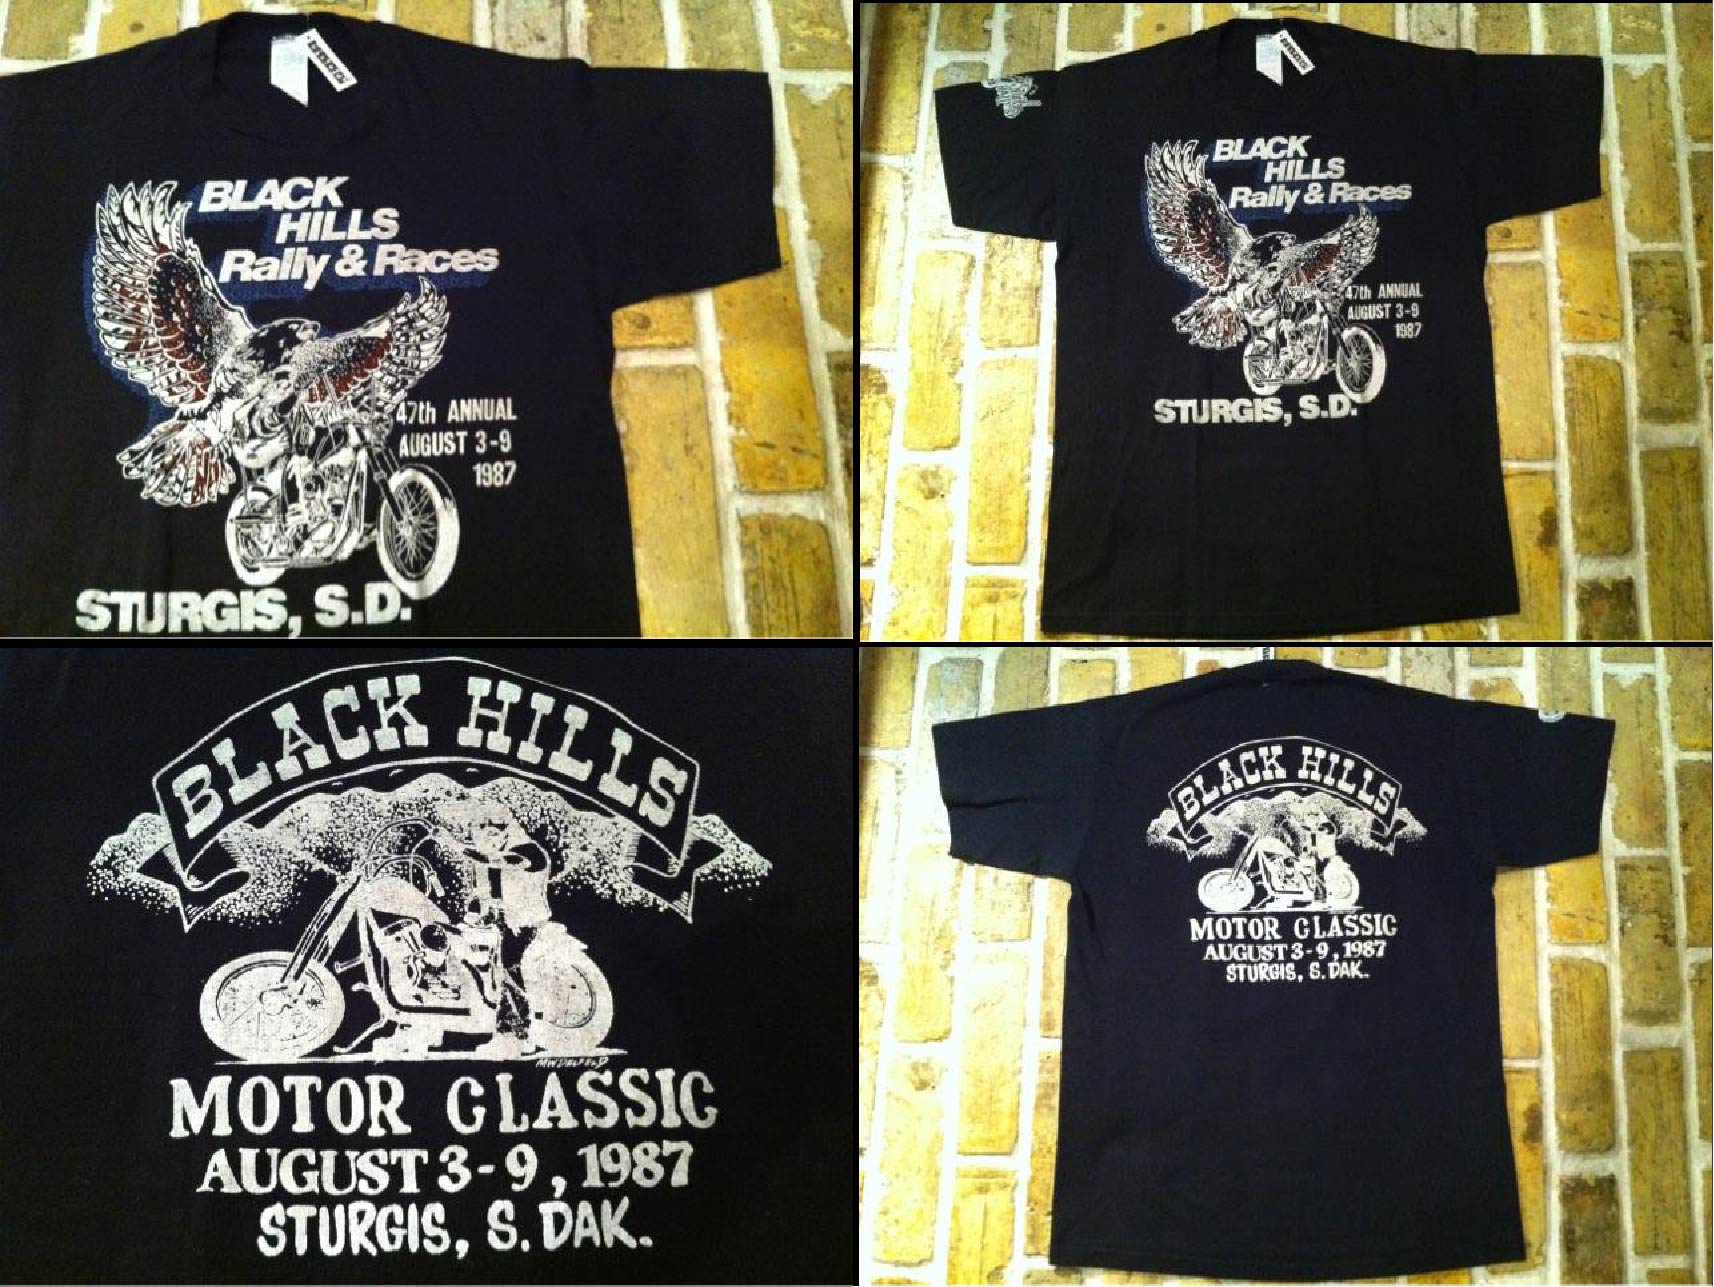 BLACK
HILLS
Rally & Races
47th ANNUAL
AUGUST 3-9
1987
STURGIS, S.D.
BLACK
HILLS
Rally & Races
47th ANNUAL
AUGUST 3-9
1987
STURGIS, S.D.
BLACK HILLS
MOTOR CLASSIC
AUGUST 3-9, 1987
STURGIS, S. DAK.
BLACK HILLS
MOTOR CLASSIC
AUGUST 3-9, 1987
STURGIS, S. DAK.